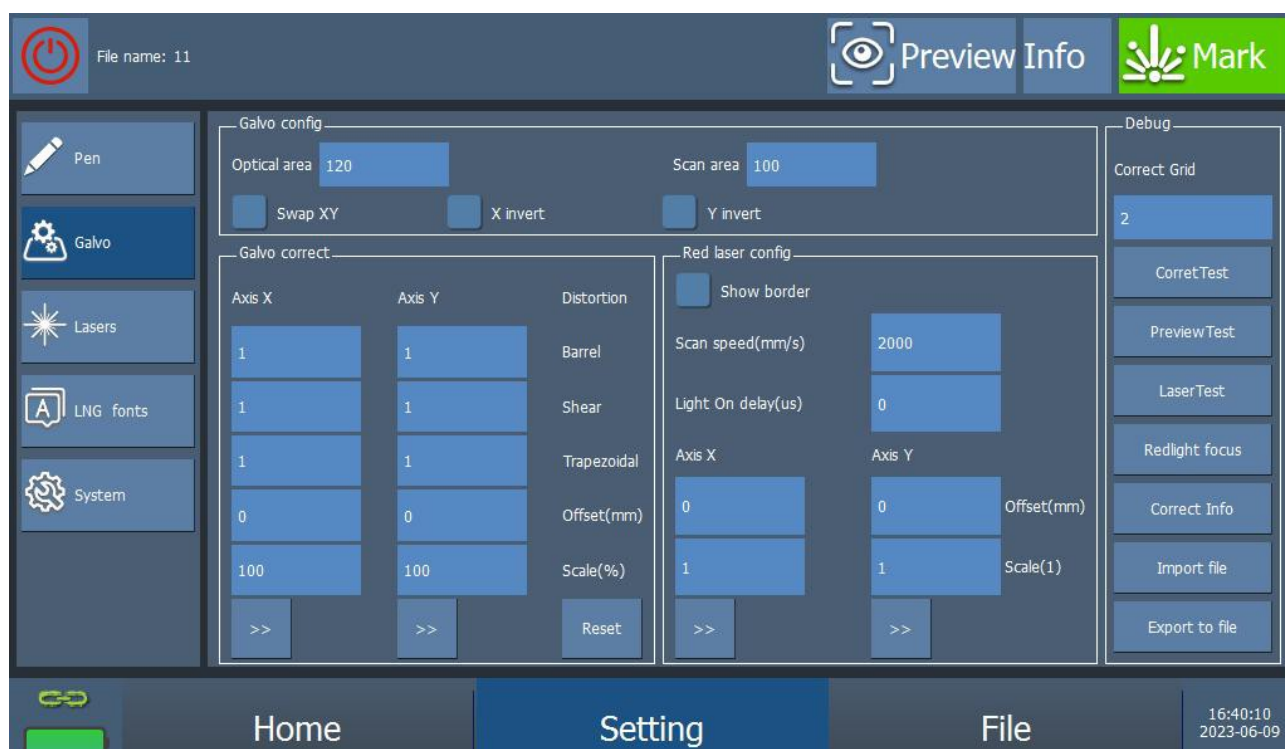 File name: 11
Preview
Info
Mark
Pen
Galvo
Lasers
LNG fonts
System
Galvo config
Optical area 120
Scan area 100
Swap XY
X invert
Y invert
Galvo correct
Axis X Axis Y Distortion
1 1 Barrel
1 1 Shear
1 1 Trapezoidal
0 0 Offset(mm)
100 100 Scale(%)
>> >> Reset
Red laser config
Show border
Scan speed(mm/s) 2000
Light On delay(us) 0
Axis X Axis Y
0 0 Offset(mm)
1 1 Scale(1)
>> >>
Debug
Correct Grid
2
CorretTest
PreviewTest
LaserTest
Redlight focus
Correct Info
Import file
Export to file
A
Home
Setting
File
16:40:10
2023-06-09